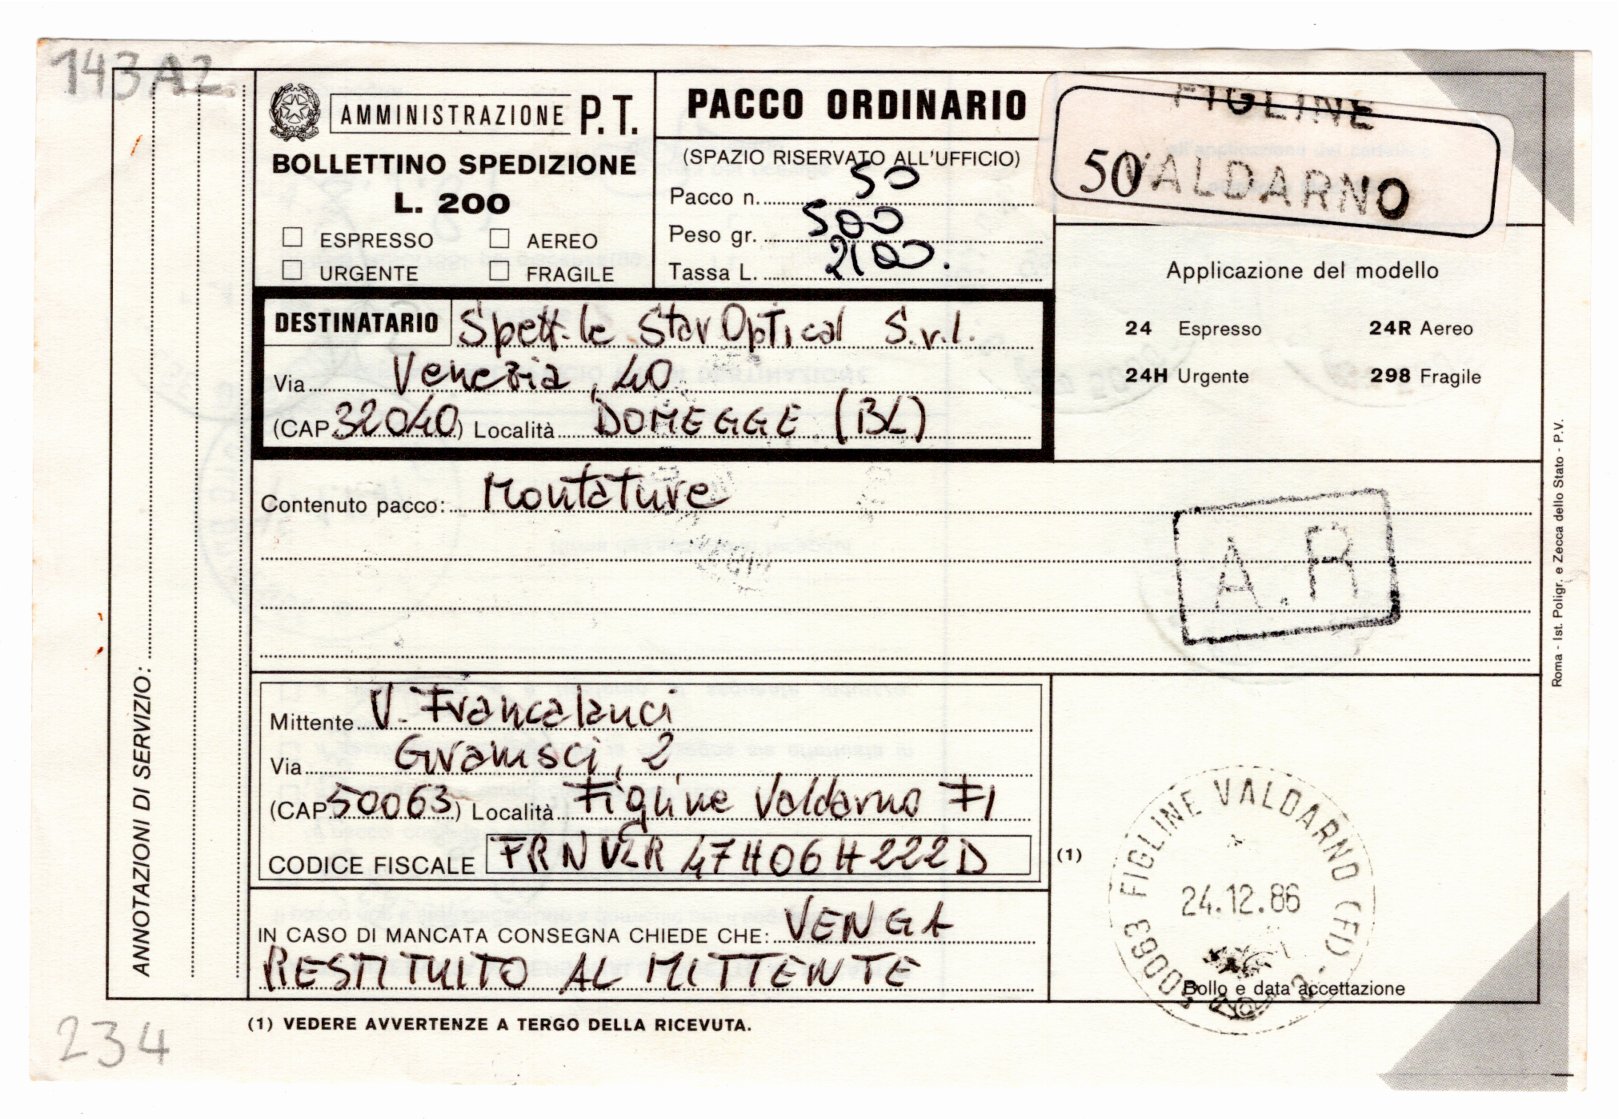 143A2
AMMINISTRAZIONE P.T.
BOLLETTINO SPEDIZIONE
L. 200
ESPRESSO AEREO
URGENTE FRAGILE
PACCO ORDINARIO
(SPAZIO RISERVATO ALL'UFFICIO)
Pacco n. 50
Peso gr. 500
Tassa L. 2100.
FIGLINE
50 VALDARNO
Applicazione del modello
24 Espresso 24R Aereo
24H Urgente 298 Fragile
DESTINATARIO Spett.le Star Optical S.r.l.
Via Venezia, 40
(CAP 32040) Località DOMEGGE (BL)
Contenuto pacco: Montature
A.R
Mittente V. Francalanci
Via Gramsci, 2
(CAP 50063) Località Figline Valdarno FI
CODICE FISCALE FRNVLR47H06H222D
IN CASO DI MANCATA CONSEGNA CHIEDE CHE: VENGA
RESTITUITO AL MITTENTE
(1)
50063 FIGLINE VALDARNO (FI)
24.12.86
Bollo e data accettazione
(1) VEDERE AVVERTENZE A TERGO DELLA RICEVUTA.
ANNOTAZIONI DI SERVIZIO:
Roma - Ist. Poligr. e Zecca dello Stato - P.V.
234